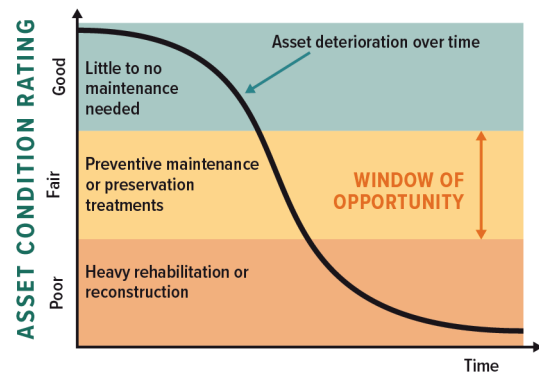 ASSET CONDITION RATING
Good
Fair
Poor
Asset deterioration over time
Little to no
maintenance
needed
Preventive maintenance
or preservation
treatments
WINDOW OF
OPPORTUNITY
Heavy rehabilitation or
reconstruction
Time